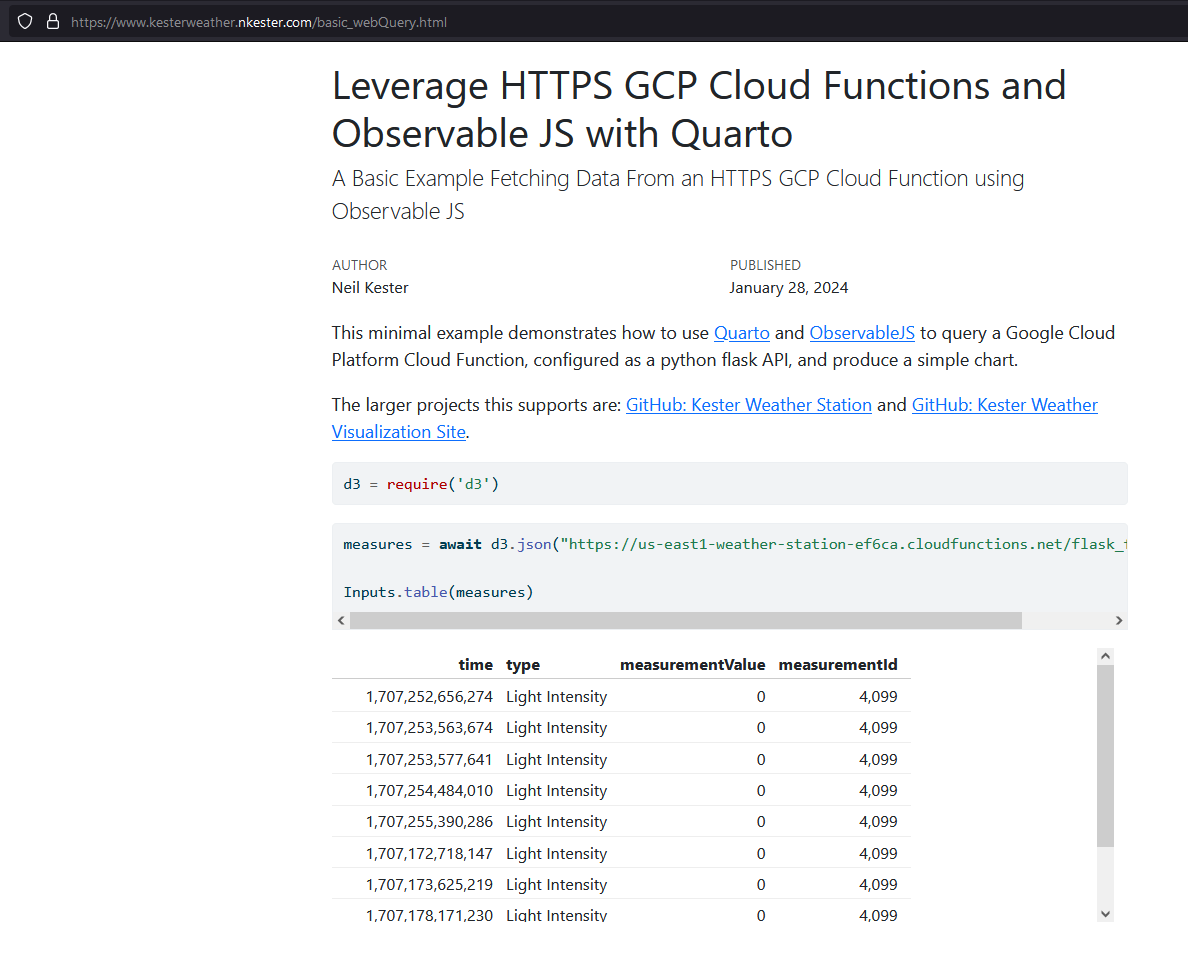 https://www.kesterweather.nkester.com/basic_webQuery.html
Leverage HTTPS GCP Cloud Functions and
Observable JS with Quarto
A Basic Example Fetching Data From an HTTPS GCP Cloud Function using
Observable JS
AUTHOR PUBLISHED
Neil Kester January 28, 2024
This minimal example demonstrates how to use Quarto and ObservableJS to query a Google Cloud
Platform Cloud Function, configured as a python flask API, and produce a simple chart.
The larger projects this supports are: GitHub: Kester Weather Station and GitHub: Kester Weather
Visualization Site.
d3 = require('d3')
measures = await d3.json("https://us-east1-weather-station-ef6ca.cloudfunctions.net/flask_
Inputs.table(measures)
time type measurementValue measurementId
1,707,252,656,274 Light Intensity 0 4,099
1,707,253,563,674 Light Intensity 0 4,099
1,707,253,577,641 Light Intensity 0 4,099
1,707,254,484,010 Light Intensity 0 4,099
1,707,255,390,286 Light Intensity 0 4,099
1,707,172,718,147 Light Intensity 0 4,099
1,707,173,625,219 Light Intensity 0 4,099
1,707,178,171,230 Light Intensity 0 4,099